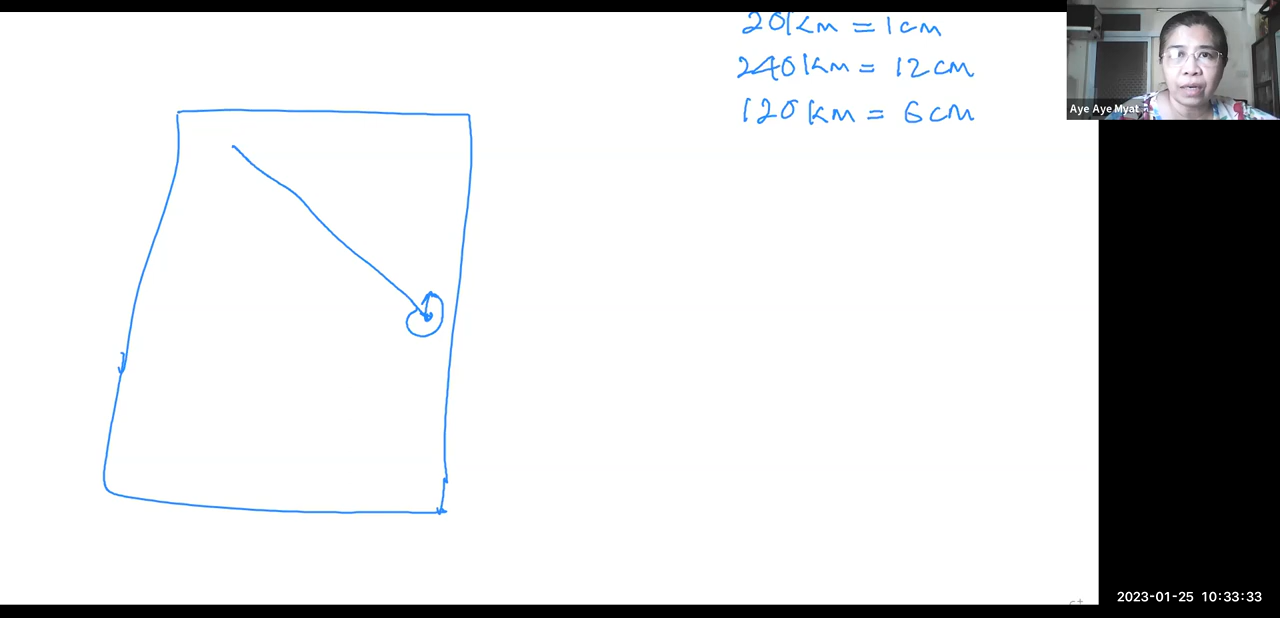 20km = 1cm
240km = 12cm
120km = 6cm
Aye Aye Myat
2023-01-25 10:33:33